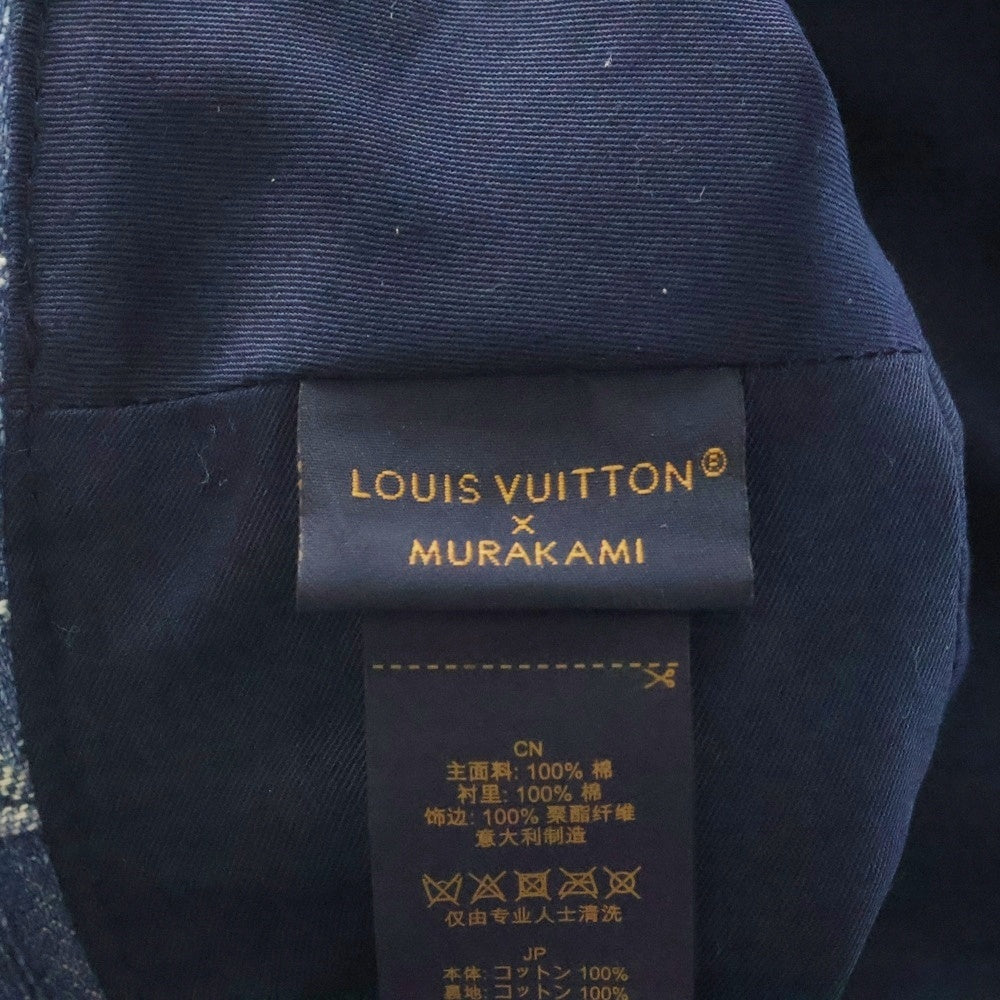 LOUIS VUITTON®
×
MURAKAMI
CN
主面料: 100% 棉
衬里: 100% 棉
饰边: 100% 聚酯纤维
意大利制造
仅由专业人士清洗
JP
本体: コットン 100%
裏地: コットン 100%